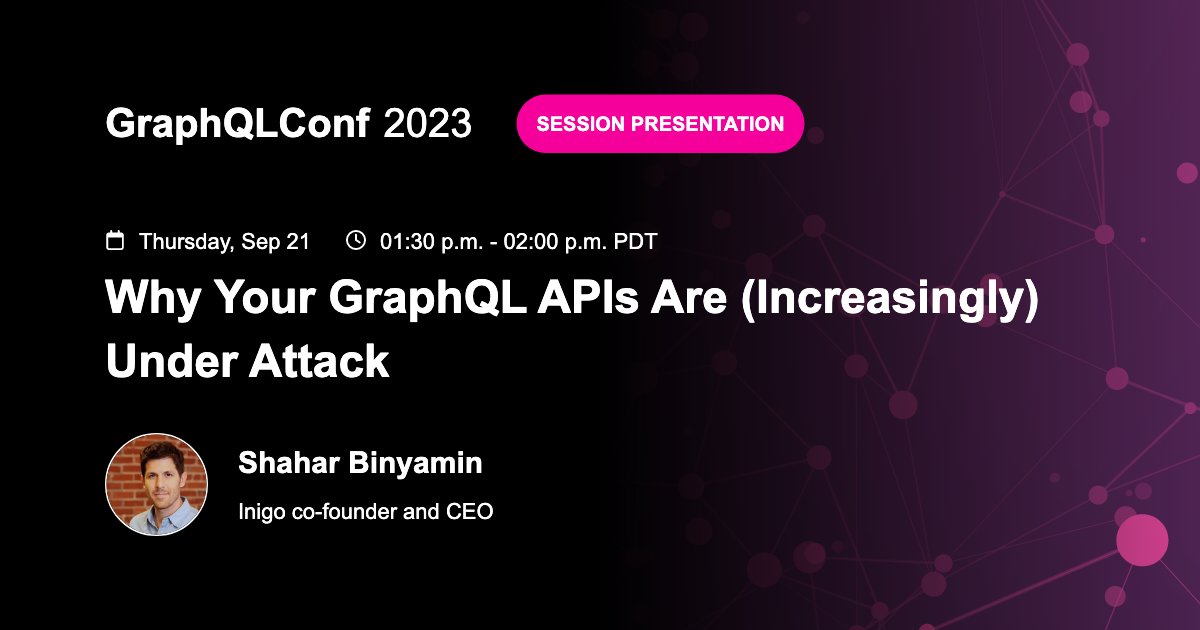 GraphQLConf 2023
SESSION PRESENTATION
Thursday, Sep 21
01:30 p.m. - 02:00 p.m. PDT
Why Your GraphQL APIs Are (Increasingly)
Under Attack
Shahar Binyamin
Inigo co-founder and CEO